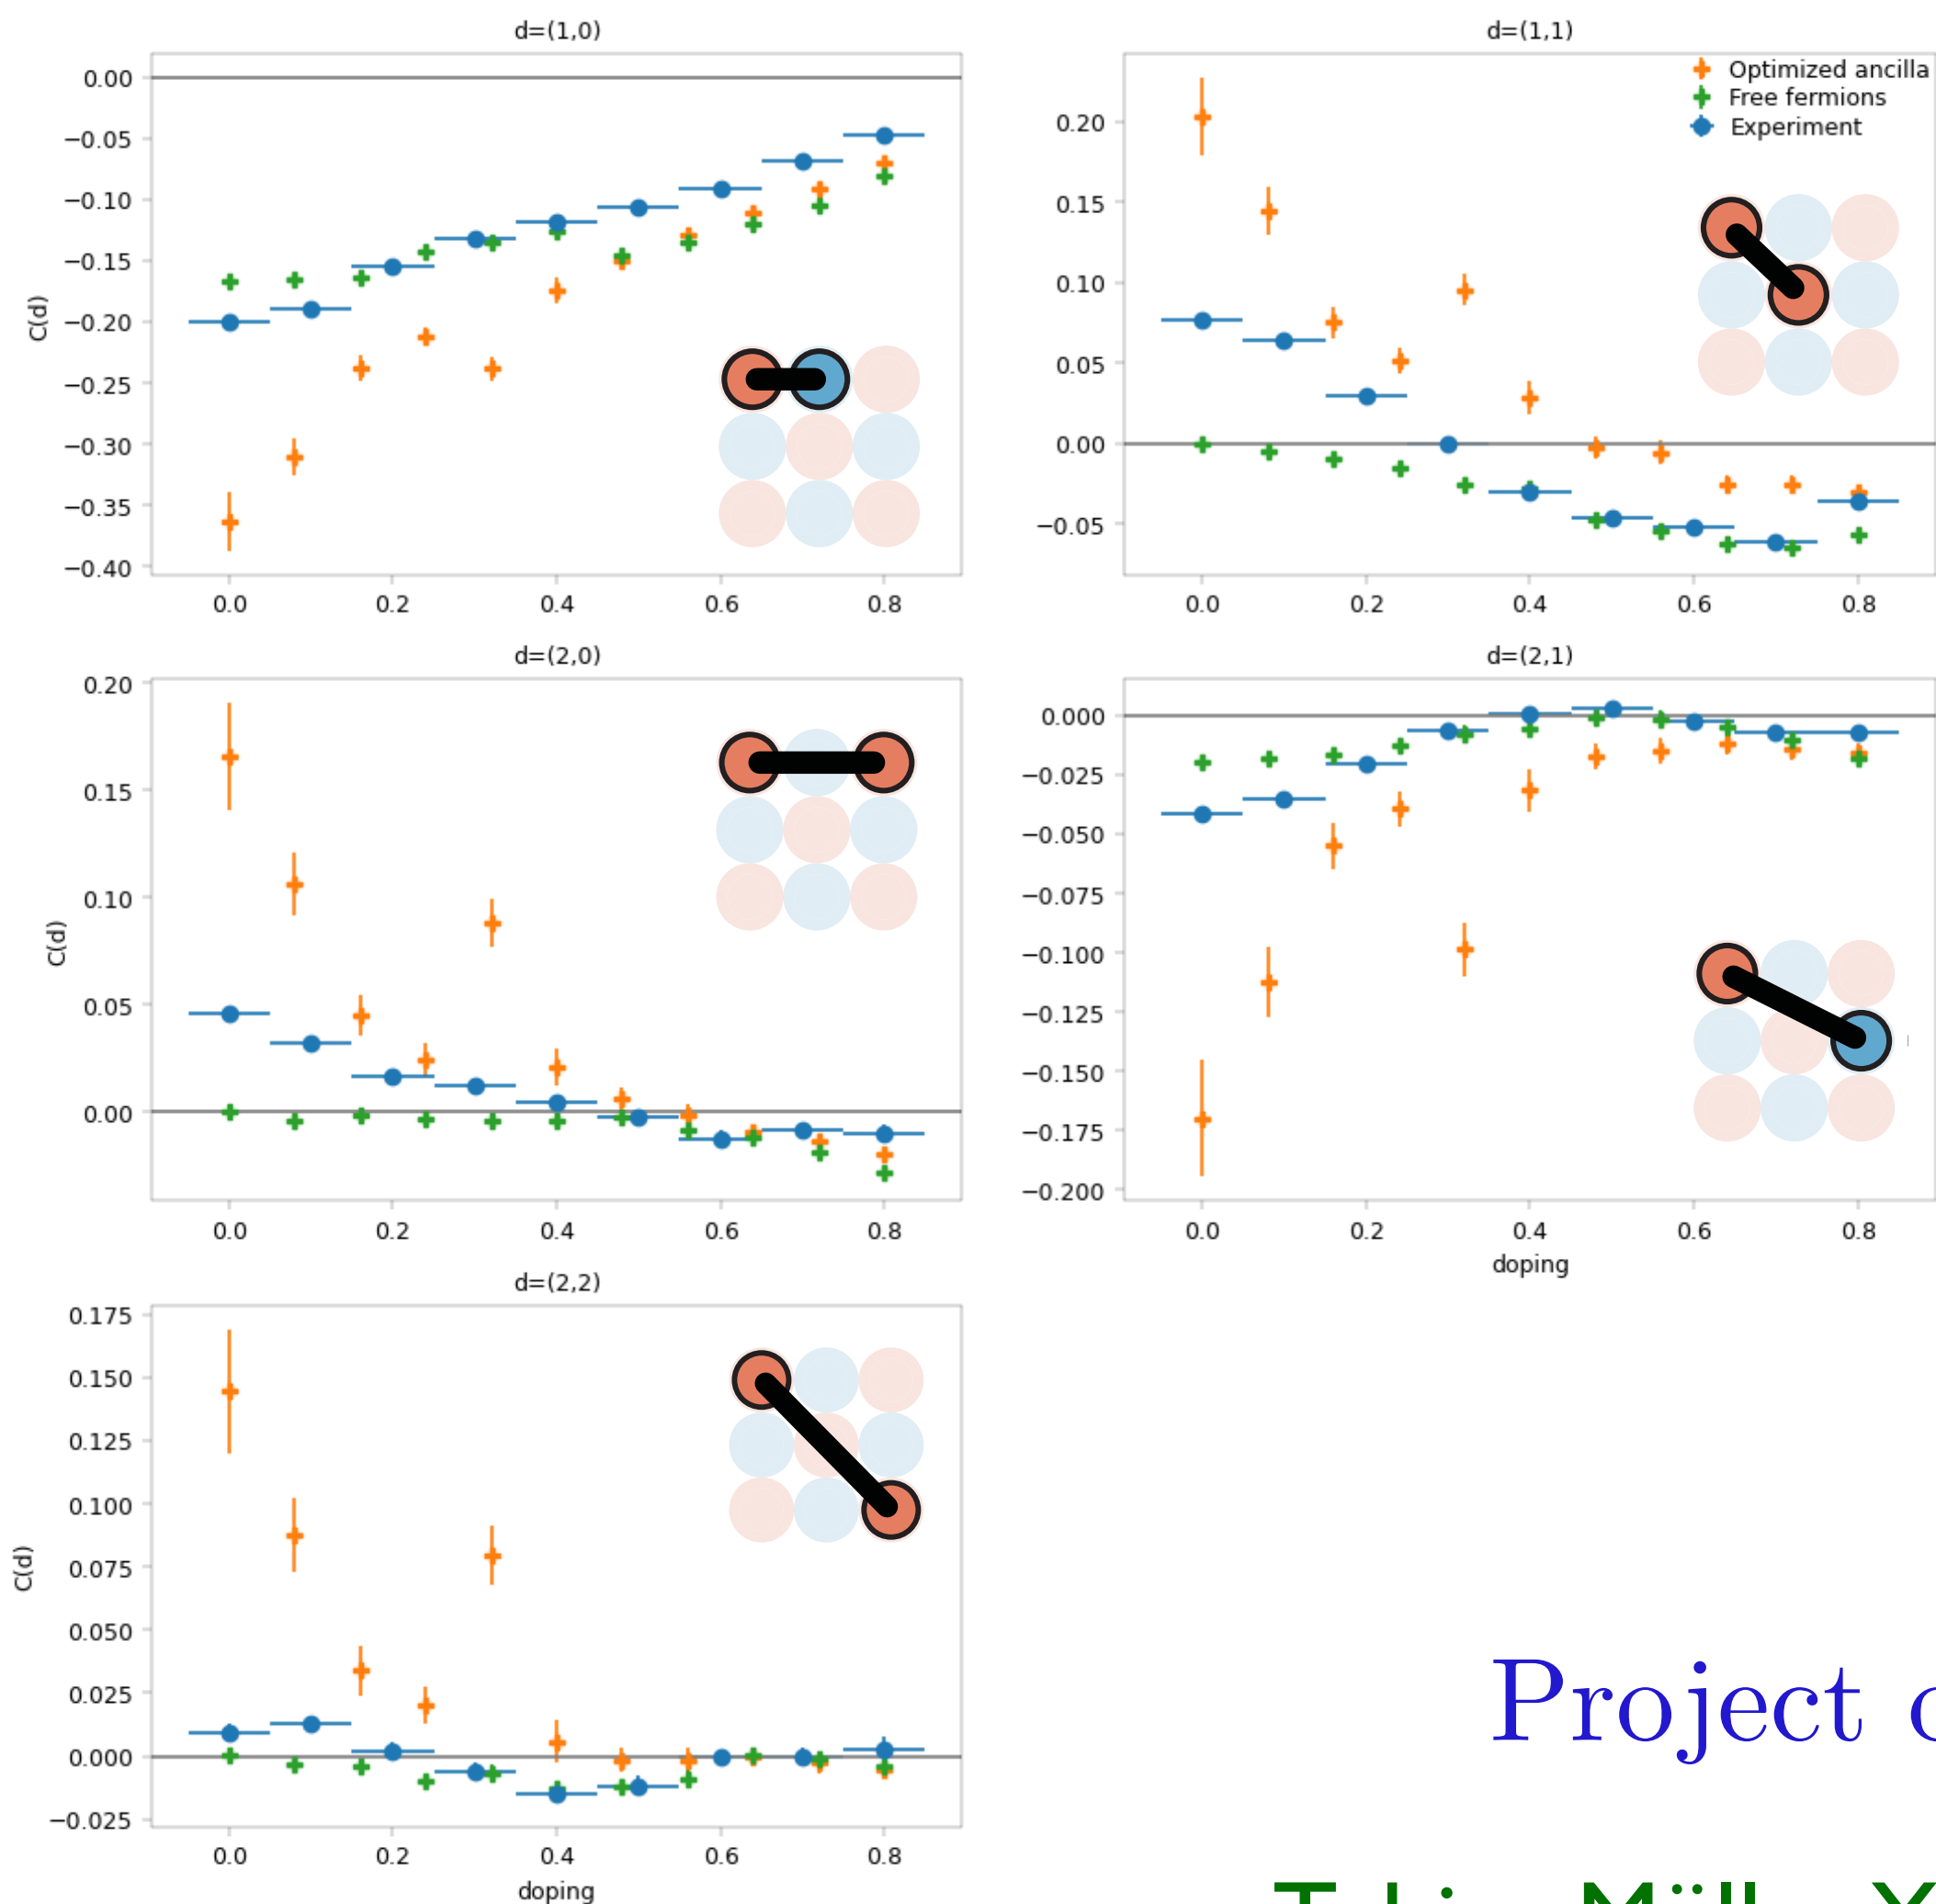 d=(1,0)
C(d)
0.00
−0.05
−0.10
−0.15
−0.20
−0.25
−0.30
−0.35
−0.40
0.0 0.2 0.4 0.6 0.8
d=(1,1)
Optimized ancilla
Free fermions
Experiment
0.20
0.15
0.10
0.05
0.00
−0.05
0.0 0.2 0.4 0.6 0.8
d=(2,0)
C(d)
0.20
0.15
0.10
0.05
0.00
0.0 0.2 0.4 0.6 0.8
d=(2,1)
0.000
−0.025
−0.050
−0.075
−0.100
−0.125
−0.150
−0.175
−0.200
0.0 0.2 0.4 0.6 0.8
doping
d=(2,2)
C(d)
0.175
0.150
0.125
0.100
0.075
0.050
0.025
0.000
−0.025
0.0 0.2 0.4 0.6 0.8
doping
Project